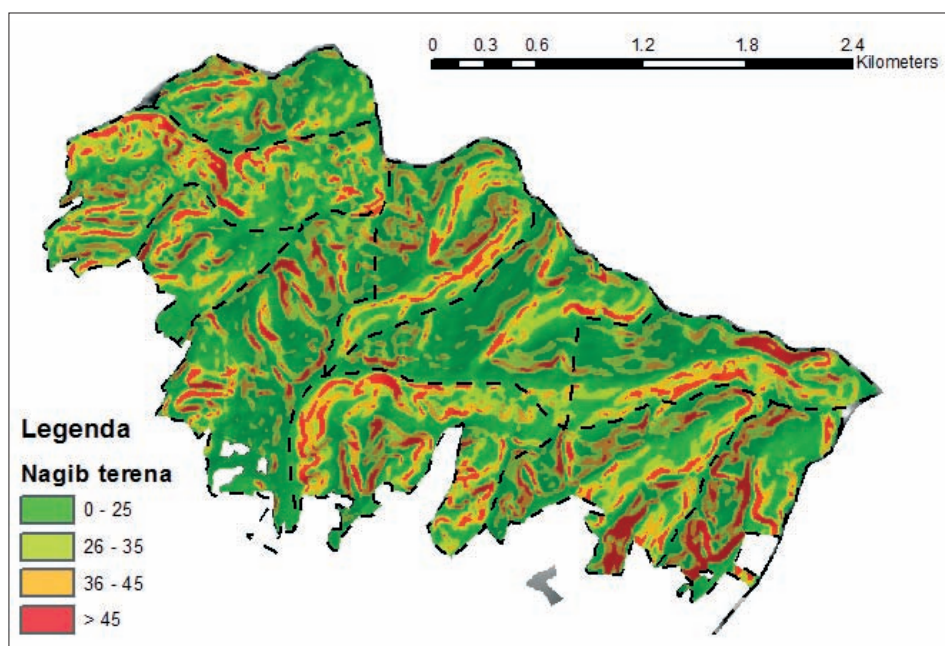 0 0.3 0.6 1.2 1.8 2.4
Kilometers
Legenda
Nagib terena
0 - 25
26 - 35
36 - 45
> 45